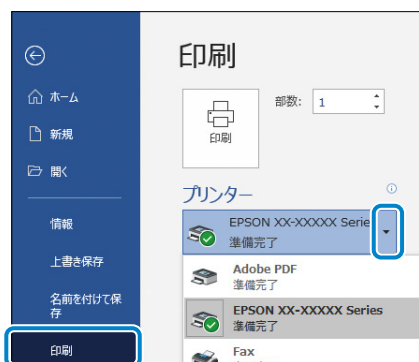 印刷
ホーム
新規
開く
情報
上書き保存
名前を付けて保
存
印刷
印刷
部数: 1
プリンター
EPSON XX-XXXXX Serie
準備完了
Adobe PDF
準備完了
EPSON XX-XXXXX Series
準備完了
Fax